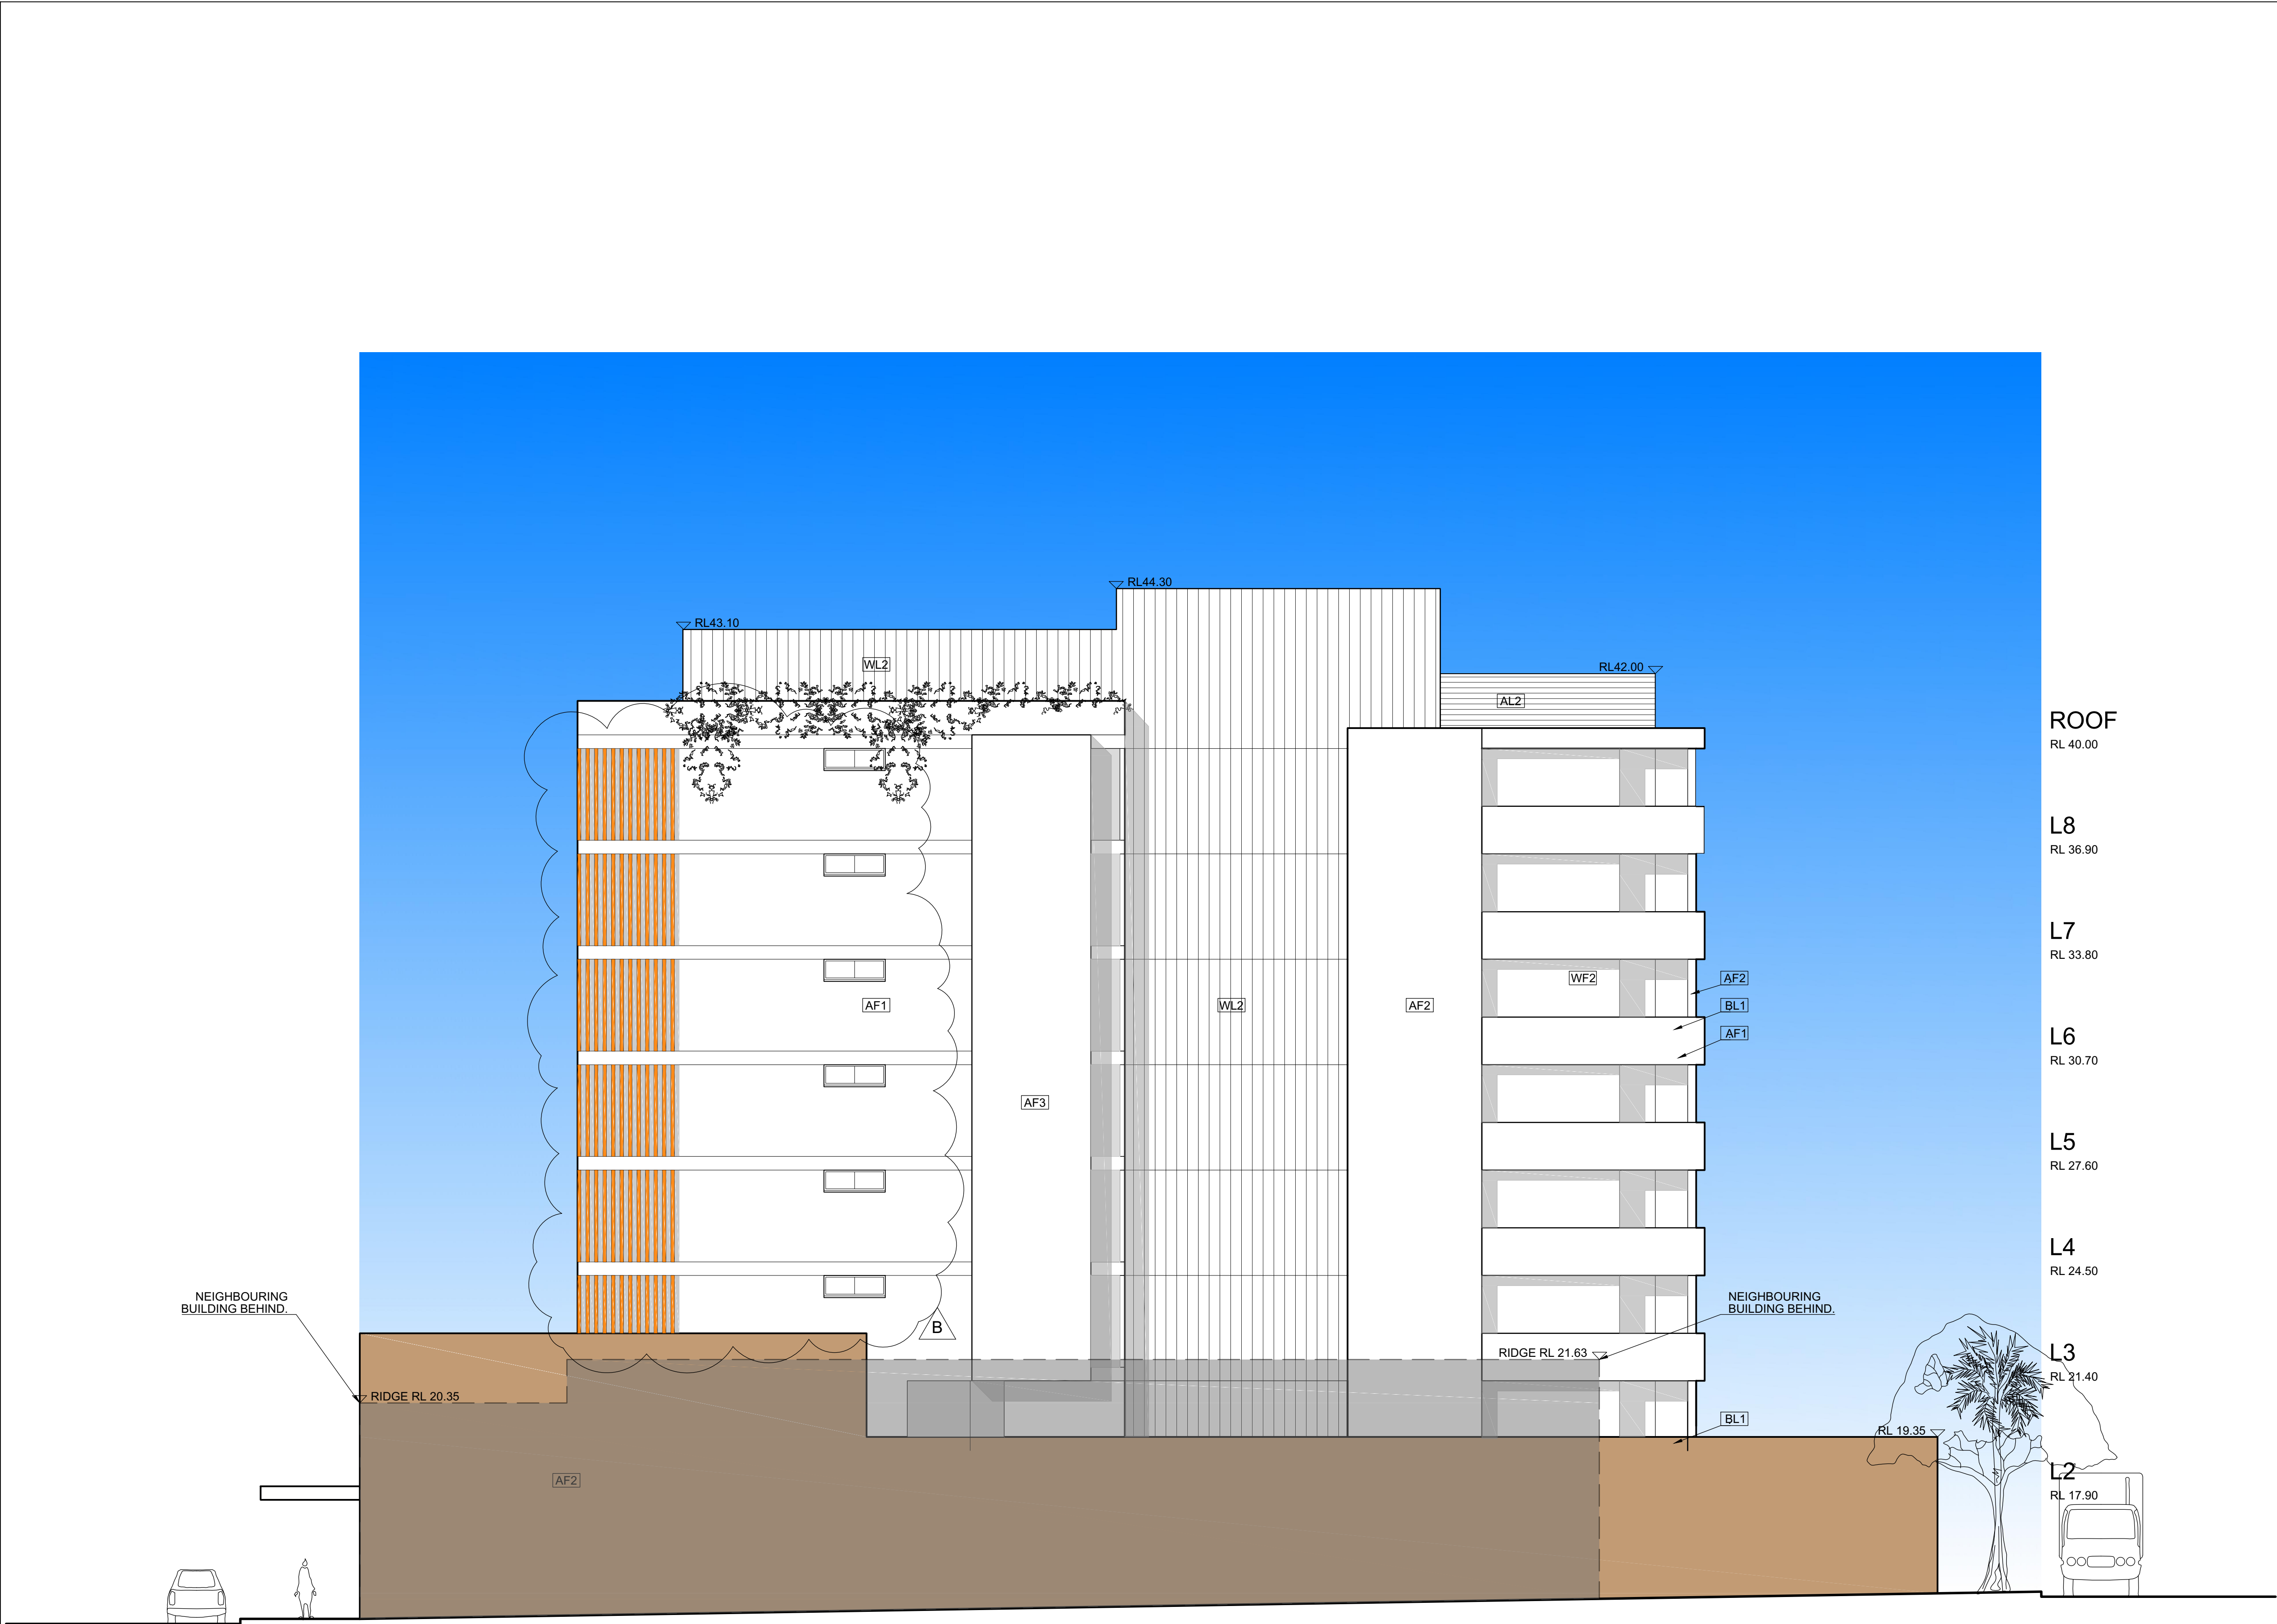 RL44.30
RL43.10
WL2
RL42.00
AL2
ROOF
RL 40.00
L8
RL 36.90
L7
RL 33.80
WF2
AF2
AF1
WL2
AF2
BL1
AF1
L6
RL 30.70
AF3
L5
RL 27.60
L4
RL 24.50
NEIGHBOURING
BUILDING BEHIND.
B
NEIGHBOURING
BUILDING BEHIND.
RIDGE RL 21.63
L3
RL 21.40
RIDGE RL 20.35
BL1
RL 19.35
AF2
L2
RL 17.90